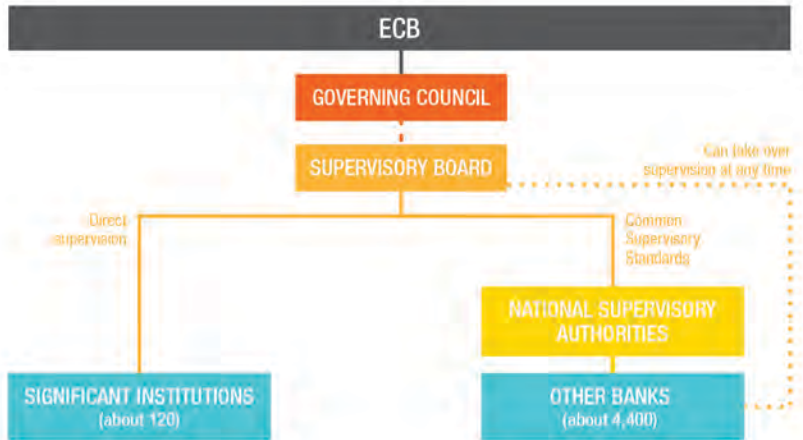 ECB
GOVERNING COUNCIL
SUPERVISORY BOARD
Can take over
supervision at any time
Direct
supervision
Common
Supervisory
Standards
NATIONAL SUPERVISORY
AUTHORITIES
SIGNIFICANT INSTITUTIONS
(about 120)
OTHER BANKS
(about 4,400)